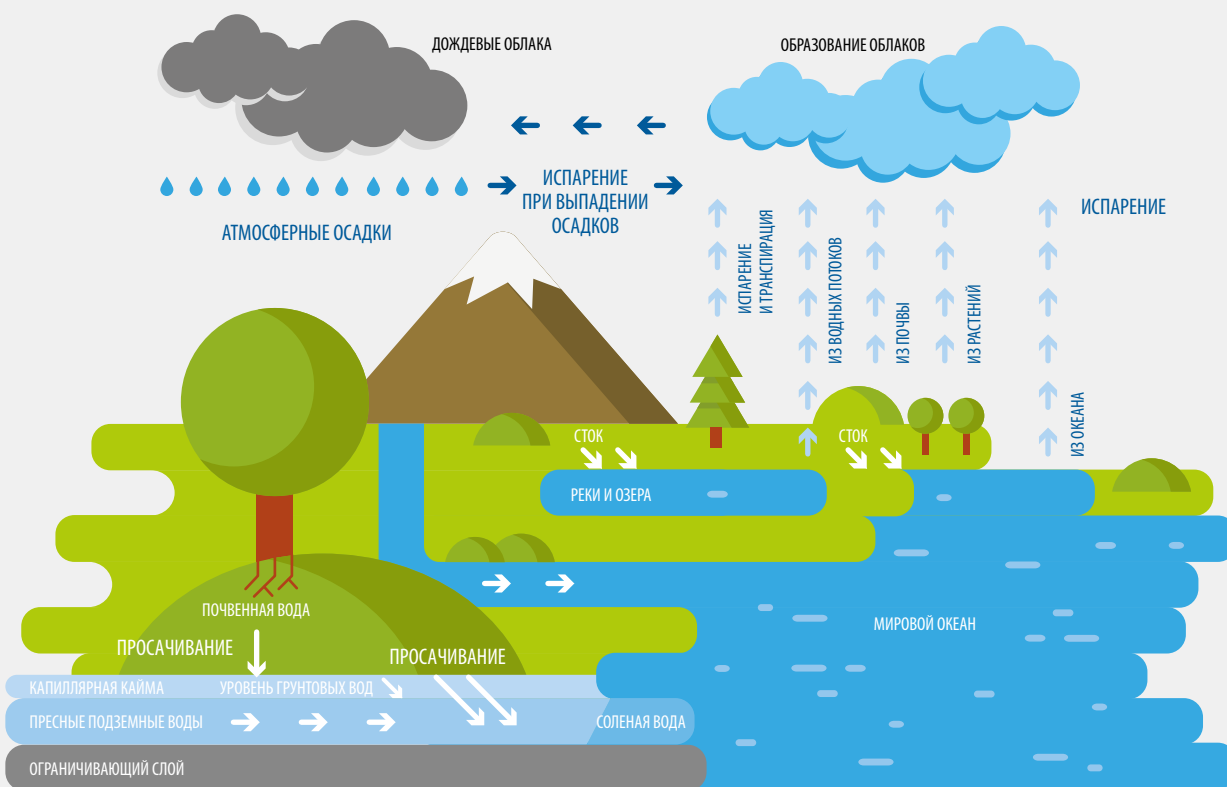 ДОЖДЕВЫЕ ОБЛАКА
ОБРАЗОВАНИЕ ОБЛАКОВ
ИСПАРЕНИЕ
ПРИ ВЫПАДЕНИИ
ОСАДКОВ
АТМОСФЕРНЫЕ ОСАДКИ
ИСПАРЕНИЕ
ИСПАРЕНИЕ
И ТРАНСПИРАЦИЯ
ИЗ ВОДНЫХ ПОТОКОВ
ИЗ ПОЧВЫ
ИЗ РАСТЕНИЙ
ИЗ ОКЕАНА
СТОК
СТОК
РЕКИ И ОЗЕРА
ПОЧВЕННАЯ ВОДА
МИРОВОЙ ОКЕАН
ПРОСАЧИВАНИЕ
ПРОСАЧИВАНИЕ
КАПИЛЛЯРНАЯ КАЙМА
УРОВЕНЬ ГРУНТОВЫХ ВОД
ПРЕСНЫЕ ПОДЗЕМНЫЕ ВОДЫ
СОЛЕНАЯ ВОДА
ОГРАНИЧИВАЮЩИЙ СЛОЙ